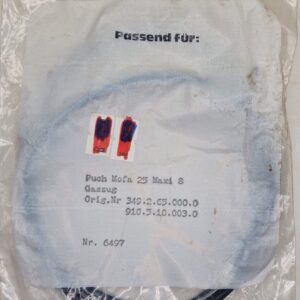 Passend für:
Puch Mofa 25 Maxi S
Gaszug
Orig.Nr 349.2.65.000.0
910.5.10.003.0
Nr. 6497